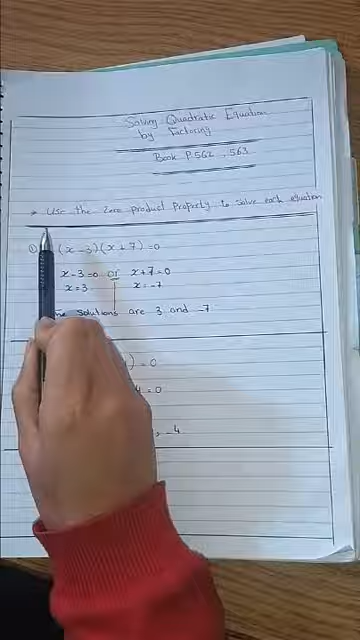 Solving Quadratic Equation
by Factoring
Book P.562, 563
* Use the Zero product Property to solve each equation
(x - 3)(x + 7) = 0
x - 3 = 0 or x + 7 = 0
x = 3 x = -7
solutions are 3 and -7
) = 0
4 = 0
, -4